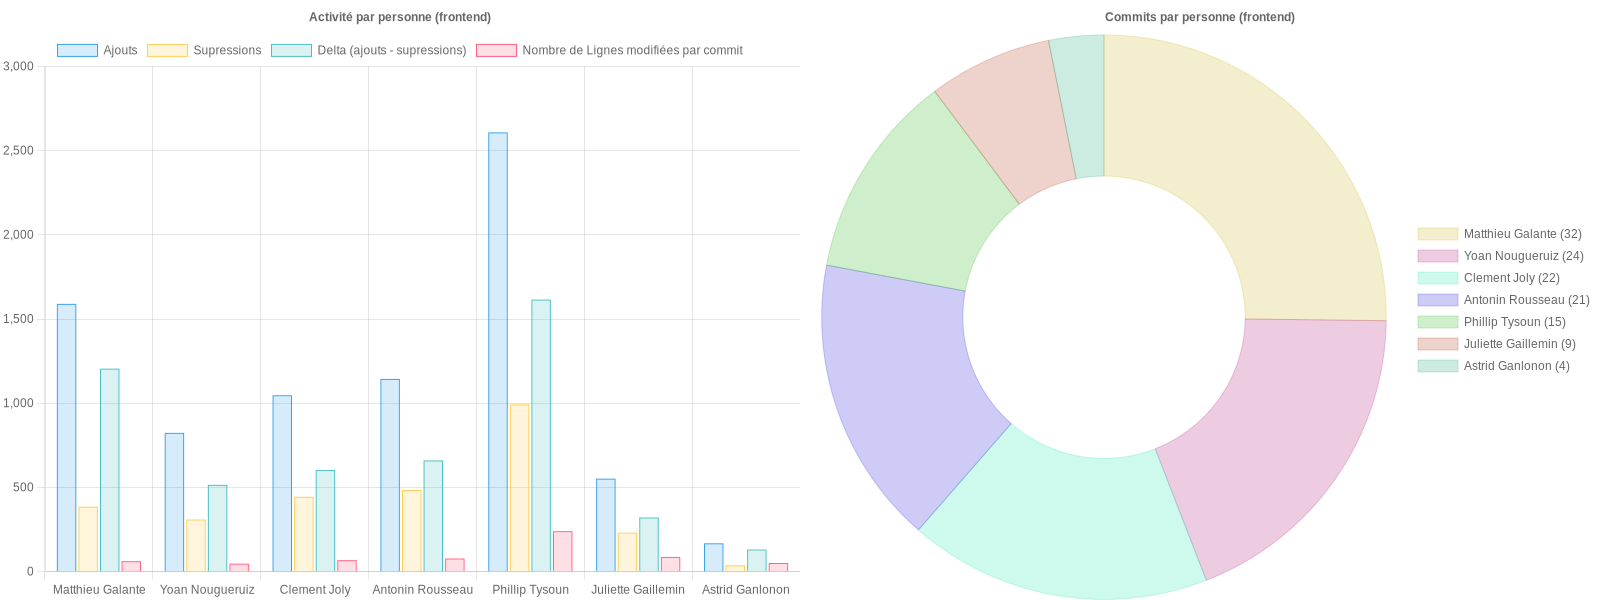 Activité par personne (frontend)
Ajouts Supressions Delta (ajouts - supressions) Nombre de Lignes modifiées par commit
3,000
2,500
2,000
1,500
1,000
500
0
Matthieu Galante Yoan Nougueruiz Clement Joly Antonin Rousseau Phillip Tysoun Juliette Gaillemin Astrid Ganlonon
Commits par personne (frontend)
Matthieu Galante (32)
Yoan Nougueruiz (24)
Clement Joly (22)
Antonin Rousseau (21)
Phillip Tysoun (15)
Juliette Gaillemin (9)
Astrid Ganlonon (4)